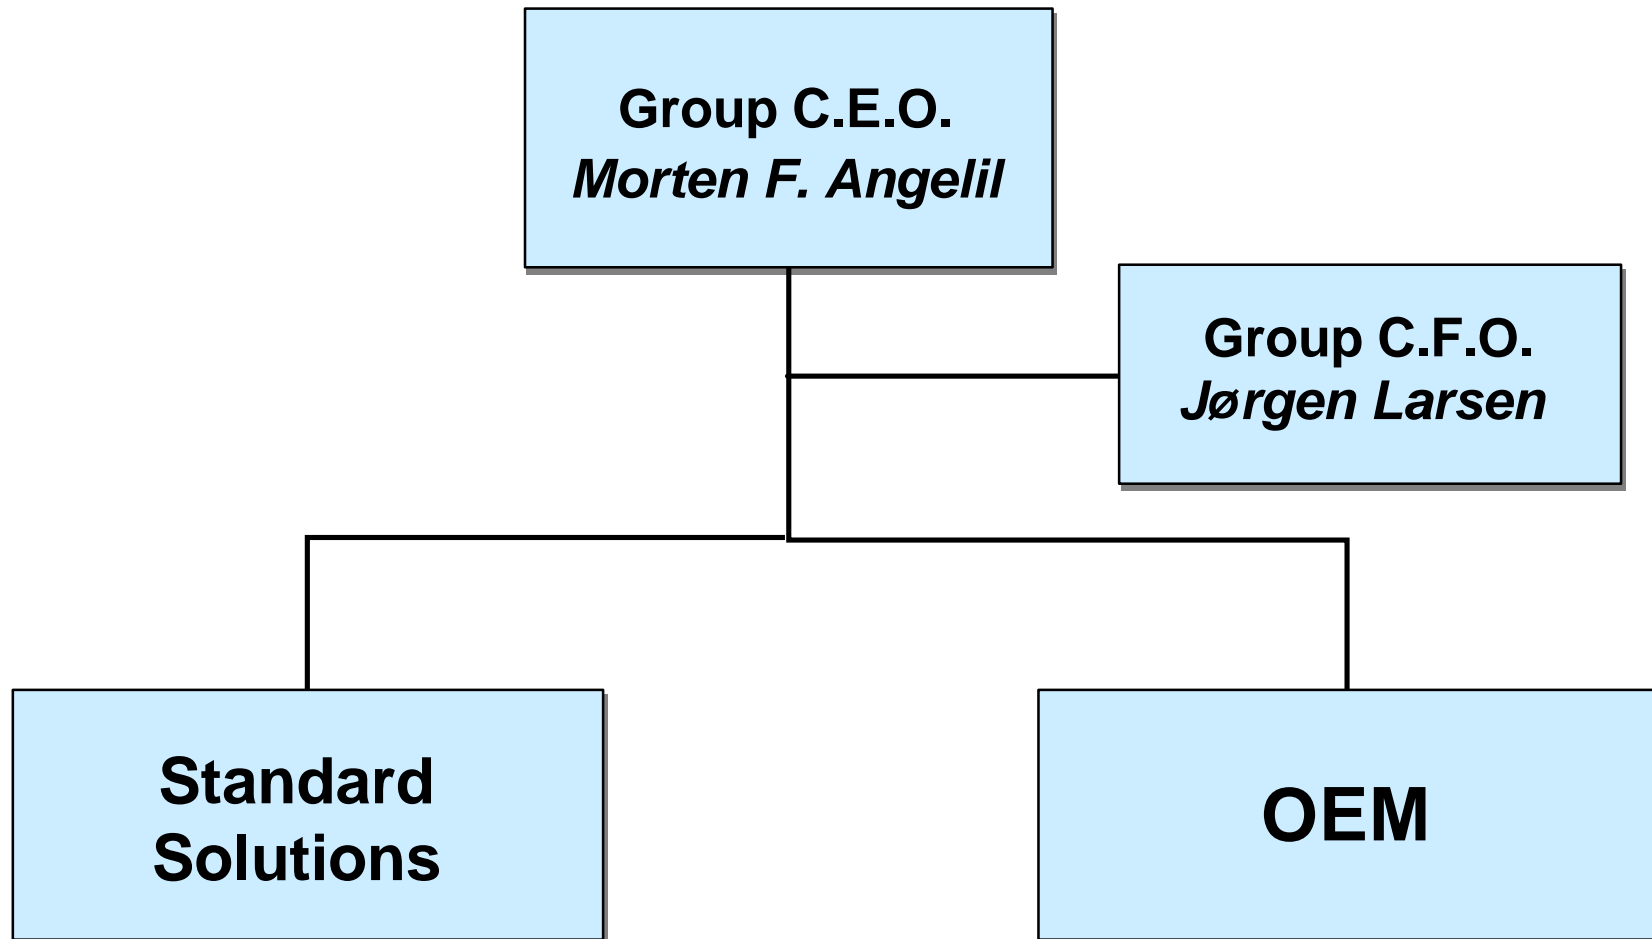 Group C.E.O.
Morten F. Angelil
Group C.F.O.
Jørgen Larsen
Standard
Solutions
OEM